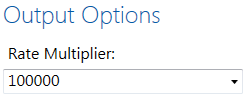 Output Options
Rate Multiplier:
100000